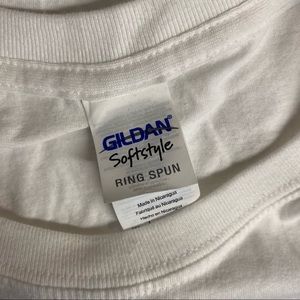 GILDAN®
Softstyle
RING SPUN
Made in Nicaragua
Fabriqué au Nicaragua
Hecho en Nicaragua